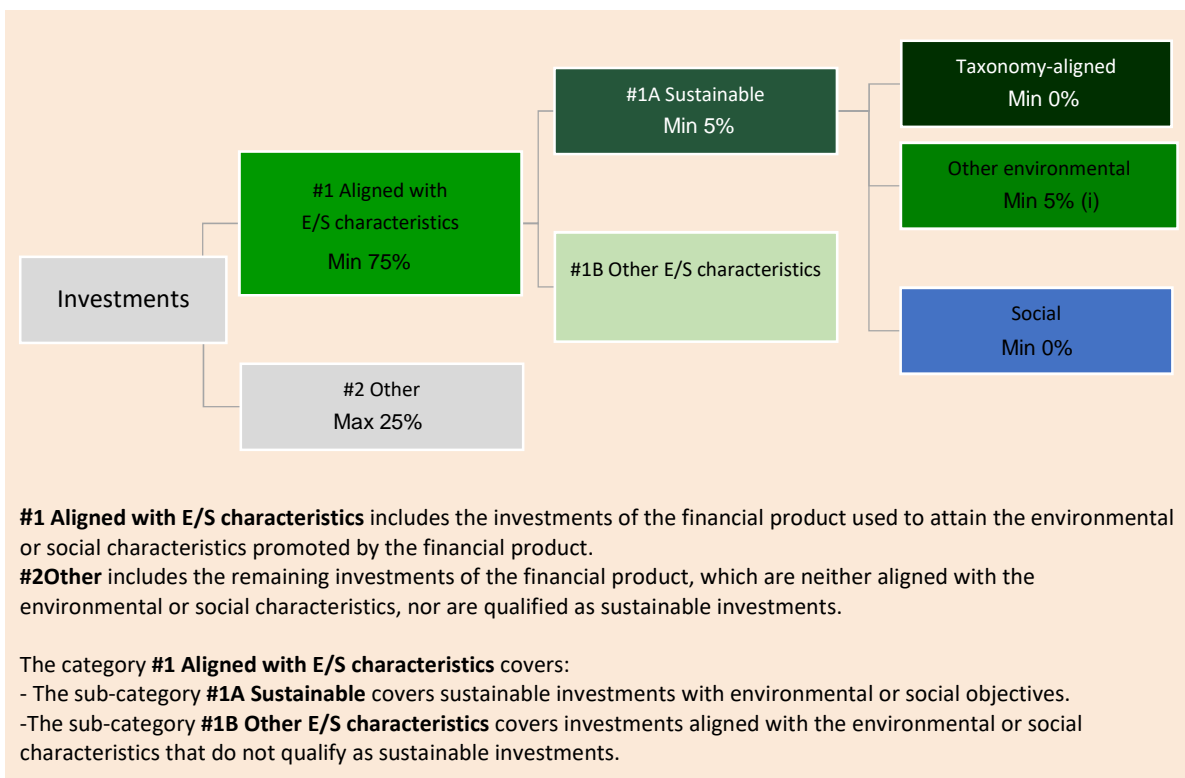 Investments
#1 Aligned with
E/S characteristics
Min 75%
#2 Other
Max 25%
#1A Sustainable
Min 5%
#1B Other E/S characteristics
Taxonomy-aligned
Min 0%
Other environmental
Min 5% (i)
Social
Min 0%
#1 Aligned with E/S characteristics includes the investments of the financial product used to attain the environmental
or social characteristics promoted by the financial product.
#2Other includes the remaining investments of the financial product, which are neither aligned with the
environmental or social characteristics, nor are qualified as sustainable investments.
The category #1 Aligned with E/S characteristics covers:
- The sub-category #1A Sustainable covers sustainable investments with environmental or social objectives.
-The sub-category #1B Other E/S characteristics covers investments aligned with the environmental or social
characteristics that do not qualify as sustainable investments.